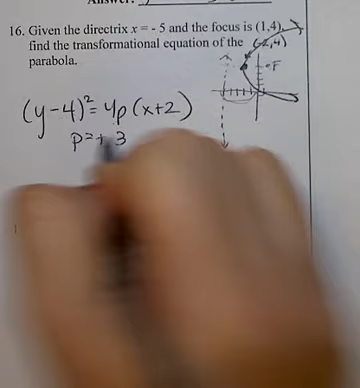 16. Given the directrix x = - 5 and the focus is (1,4),
find the transformational equation of the (-2,4)
parabola.
F
(y-4)²=4p(x+2)
p=+3